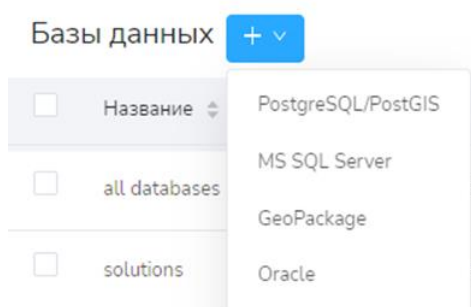 Базы данных +
Название PostgreSQL/PostGIS
MS SQL Server
all databases
GeoPackage
solutions Oracle